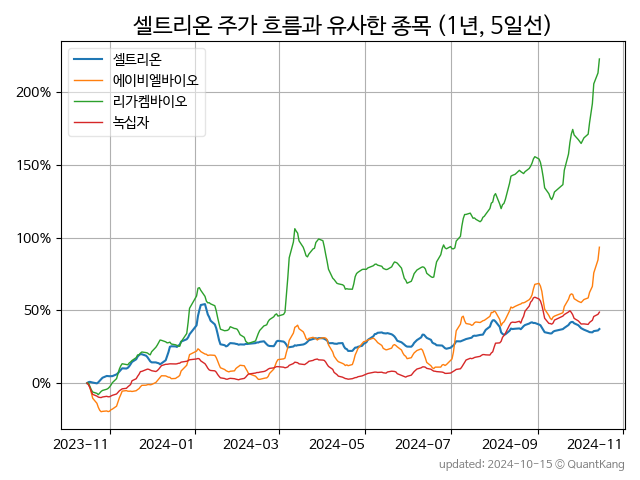 셀트리온 주가 흐름과 유사한 종목 (1년, 5일선)
셀트리온
에이비엘바이오
리가켐바이오
녹십자
200%
150%
100%
50%
0%
2023-11 2024-01 2024-03 2024-05 2024-07 2024-09 2024-11
updated: 2024-10-15 © QuantKang